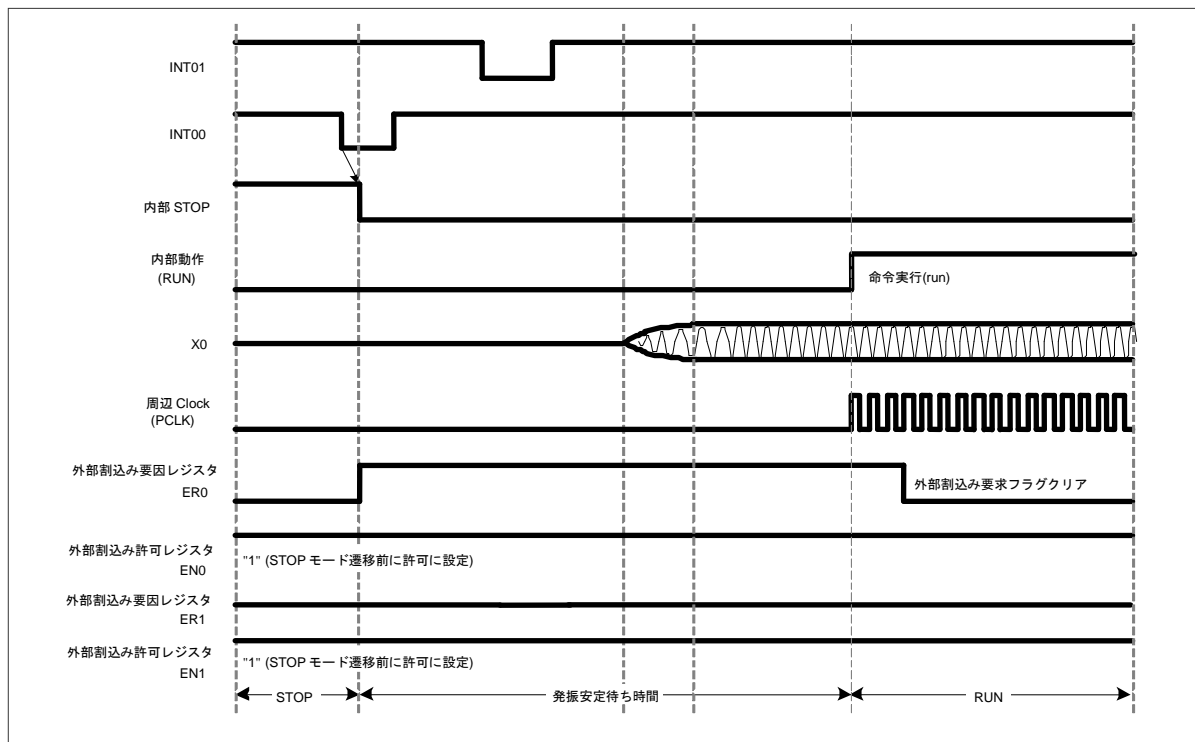 INT01
INT00
内部 STOP
内部動作
(RUN)
命令実行(run)
X0
周辺 Clock
(PCLK)
外部割込み要因レジスタ
ER0
外部割込み要求フラグクリア
外部割込み許可レジスタ
EN0
"1" (STOP モード遷移前に許可に設定)
外部割込み要因レジスタ
ER1
外部割込み許可レジスタ
EN1
"1" (STOP モード遷移前に許可に設定)
STOP
発振安定待ち時間
RUN